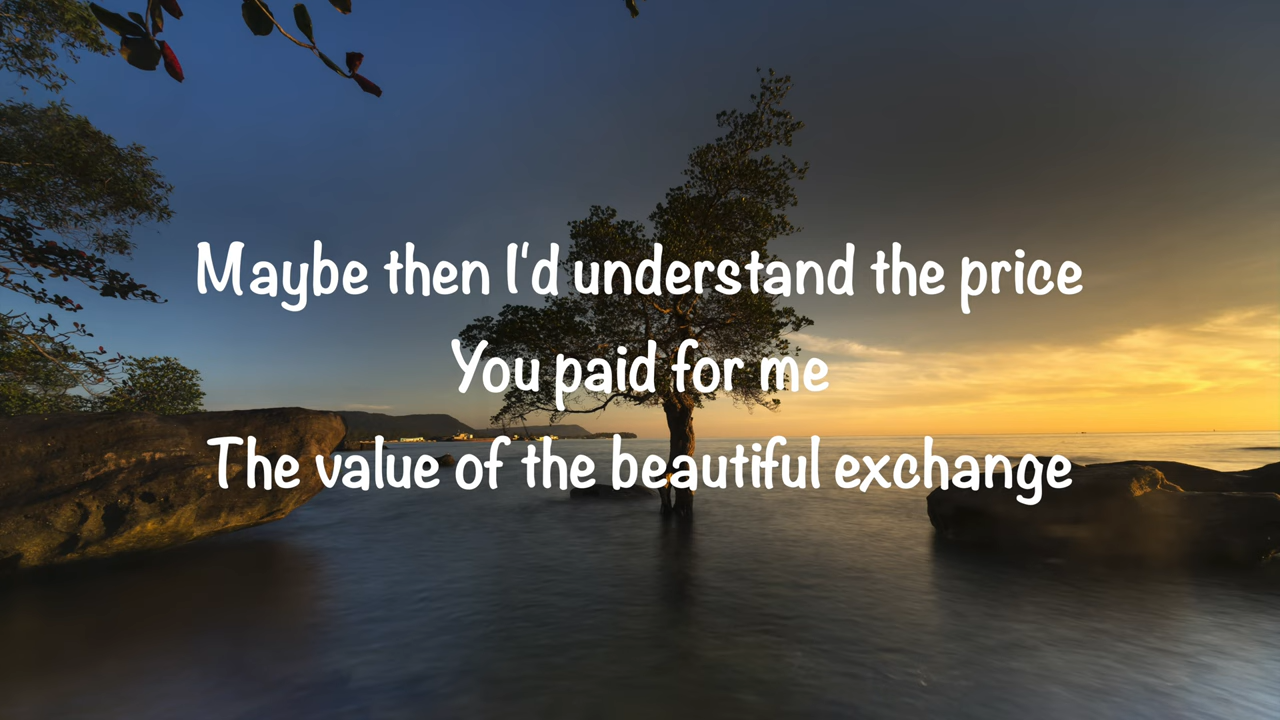 Maybe then I'd understand the price
You paid for me
The value of the beautiful exchange